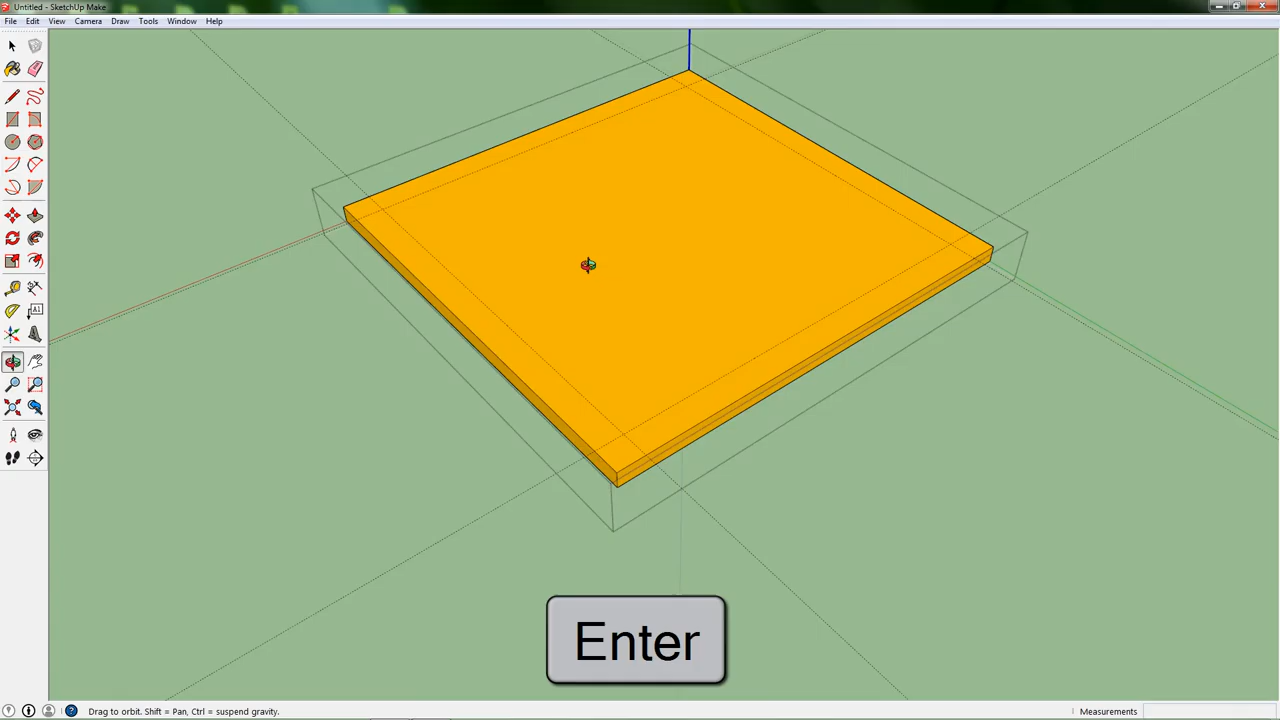 Untitled - SketchUp Make
File Edit View Camera Draw Tools Window Help
A1
Enter
Drag to orbit. Shift = Pan, Ctrl = suspend gravity.
Measurements